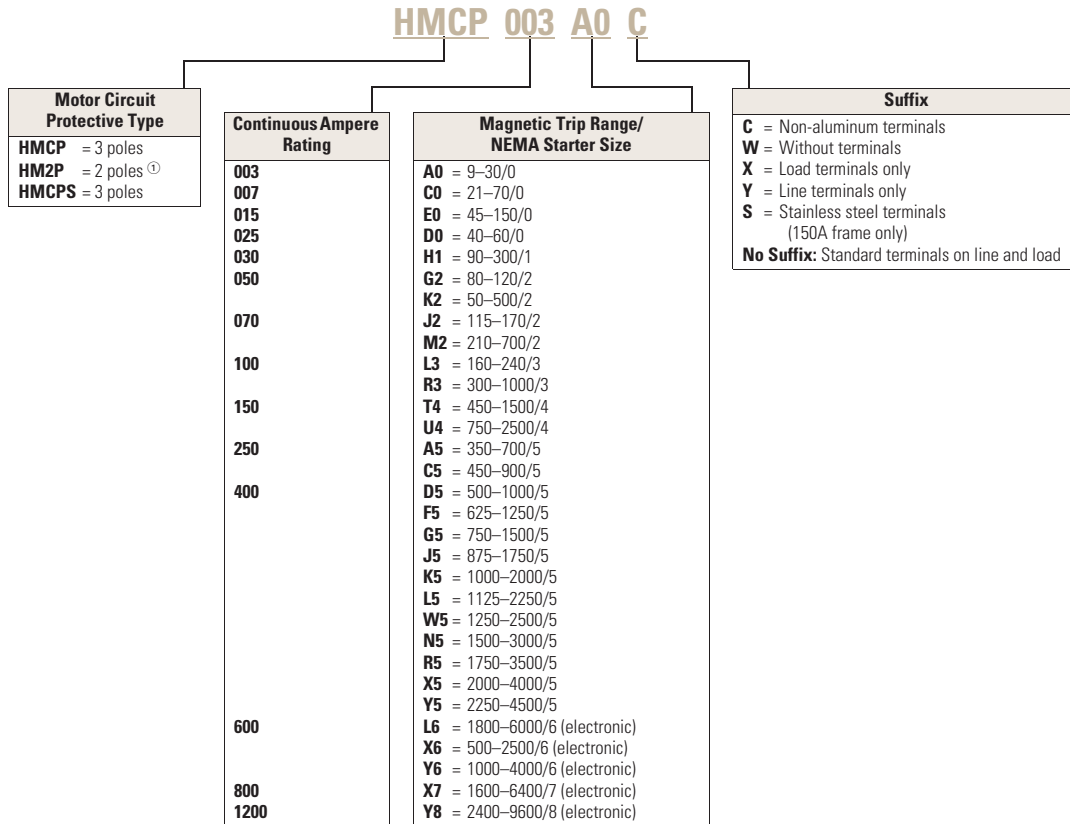 HMCP 003 A0 C
Motor Circuit
Protective Type
HMCP = 3 poles
HM2P = 2 poles ①
HMCPS = 3 poles
Continuous Ampere
Rating
003
007
015
025
030
050
070
100
150
250
400
600
800
1200
Magnetic Trip Range/
NEMA Starter Size
A0 = 9–30/0
C0 = 21–70/0
E0 = 45–150/0
D0 = 40–60/0
H1 = 90–300/1
G2 = 80–120/2
K2 = 50–500/2
J2 = 115–170/2
M2 = 210–700/2
L3 = 160–240/3
R3 = 300–1000/3
T4 = 450–1500/4
U4 = 750–2500/4
A5 = 350–700/5
C5 = 450–900/5
D5 = 500–1000/5
F5 = 625–1250/5
G5 = 750–1500/5
J5 = 875–1750/5
K5 = 1000–2000/5
L5 = 1125–2250/5
W5 = 1250–2500/5
N5 = 1500–3000/5
R5 = 1750–3500/5
X5 = 2000–4000/5
Y5 = 2250–4500/5
L6 = 1800–6000/6 (electronic)
X6 = 500–2500/6 (electronic)
Y6 = 1000–4000/6 (electronic)
X7 = 1600–6400/7 (electronic)
Y8 = 2400–9600/8 (electronic)
Suffix
C = Non-aluminum terminals
W = Without terminals
X = Load terminals only
Y = Line terminals only
S = Stainless steel terminals
(150A frame only)
No Suffix: Standard terminals on line and load